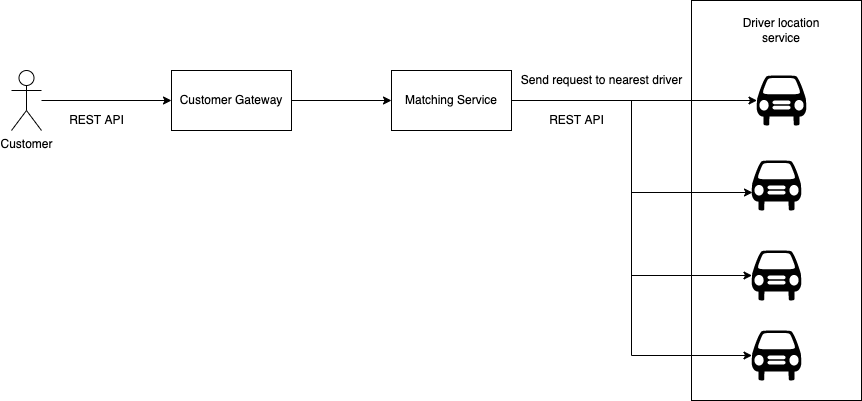 Driver location
service
Send request to nearest driver
Customer Gateway
Matching Service
REST API
REST API
Customer